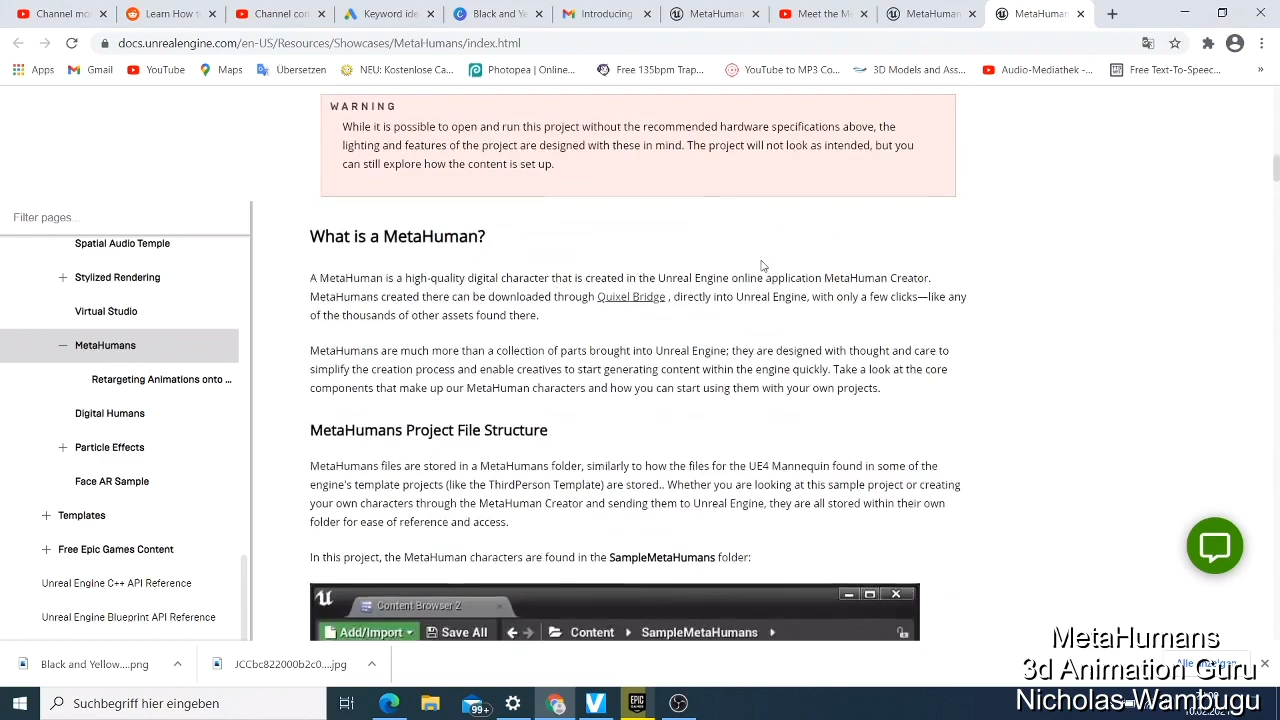 Channel me
Learn How to
Channel con
Keyword ide
Black and Ye
Introducing
MetaHuman
Meet the Me
MetaHuman
MetaHuman
docs.unrealengine.com/en-US/Resources/Showcases/MetaHumans/index.html
Apps
Gmail
YouTube
Maps
Übersetzen
NEU: Kostenlose Ca...
Photopea | Online...
Free 135bpm Trap...
YouTube to MP3 Co...
3D Models and Ass...
Audio-Mediathek -...
Free Text-To-Speec...
»
WARNING
While it is possible to open and run this project without the recommended hardware specifications above, the
lighting and features of the project are designed with these in mind. The project will not look as intended, but you
can still explore how the content is set up.
Filter pages...
Spatial Audio Temple
Stylized Rendering
Virtual Studio
MetaHumans
Retargeting Animations onto ...
Digital Humans
Particle Effects
Face AR Sample
Templates
Free Epic Games Content
Unreal Engine C++ API Reference
Unreal Engine Blueprint API Reference
What is a MetaHuman?
A MetaHuman is a high-quality digital character that is created in the Unreal Engine online application MetaHuman Creator.
MetaHumans created there can be downloaded through Quixel Bridge , directly into Unreal Engine, with only a few clicks—like any
of the thousands of other assets found there.
MetaHumans are much more than a collection of parts brought into Unreal Engine; they are designed with thought and care to
simplify the creation process and enable creatives to start generating content within the engine quickly. Take a look at the core
components that make up our MetaHuman characters and how you can start using them with your own projects.
MetaHumans Project File Structure
MetaHumans files are stored in a MetaHumans folder, similarly to how the files for the UE4 Mannequin found in some of the
engine's template projects (like the ThirdPerson Template) are stored.. Whether you are looking at this sample project or creating
your own characters through the MetaHuman Creator and sending them to Unreal Engine, they are all stored within their own
folder for ease of reference and access.
In this project, the MetaHuman characters are found in the SampleMetaHumans folder:
Content Browser 2
Add/Import
Save All
Content
SampleMetaHumans
Black and Yellow....png
JCCbc822000b2c0...jpg
Alle anzeigen
MetaHumans
3d Animation Guru
Nicholas Wambugu
Suchbegriff hier eingeben
99+
EPIC
GAMES